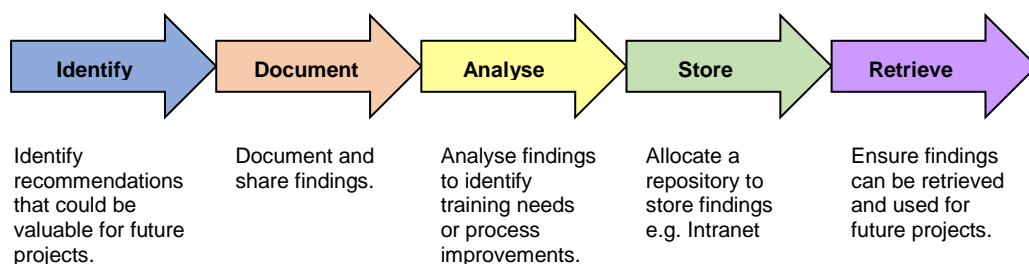 Identify
Document
Analyse
Store
Retrieve
Identify
recommendations
that could be
valuable for future
projects.
Document and
share findings.
Analyse findings
to identify
training needs
or process
improvements.
Allocate a
repository to
store findings
e.g. Intranet
Ensure findings
can be retrieved
and used for
future projects.